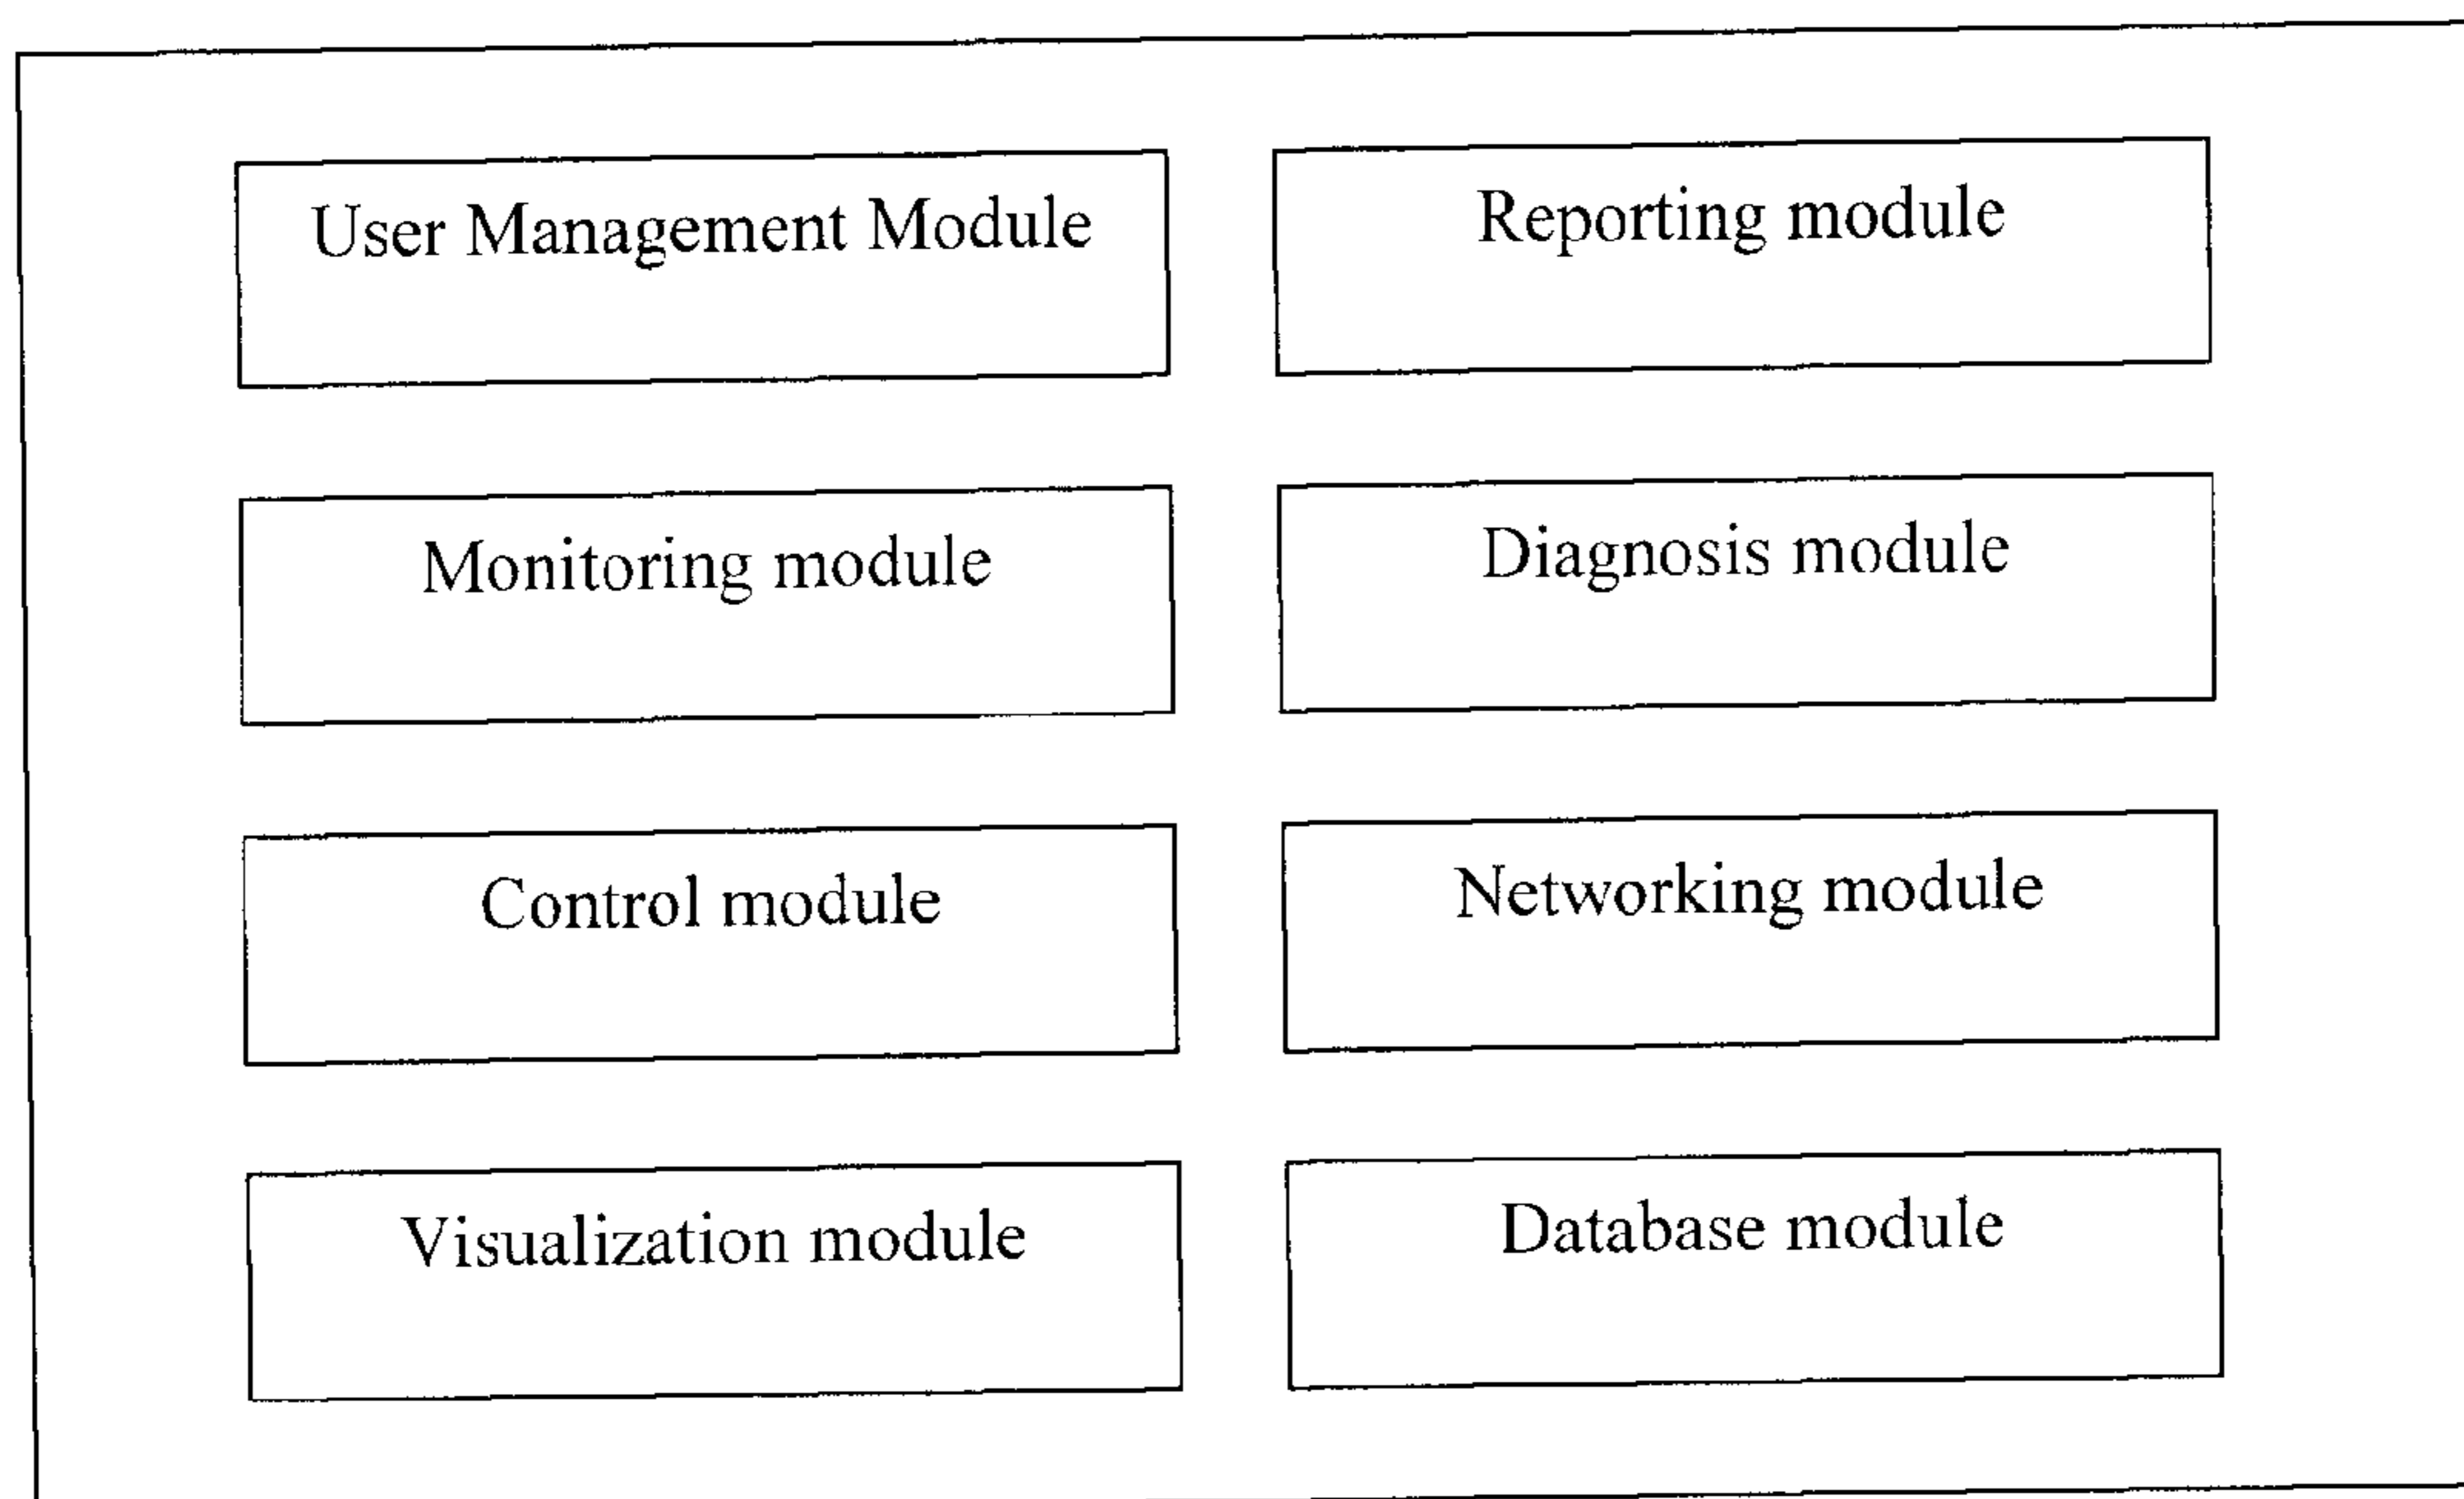 User Management Module
Reporting module
Monitoring module
Diagnosis module
Control module
Networking module
Visualization module
Database module